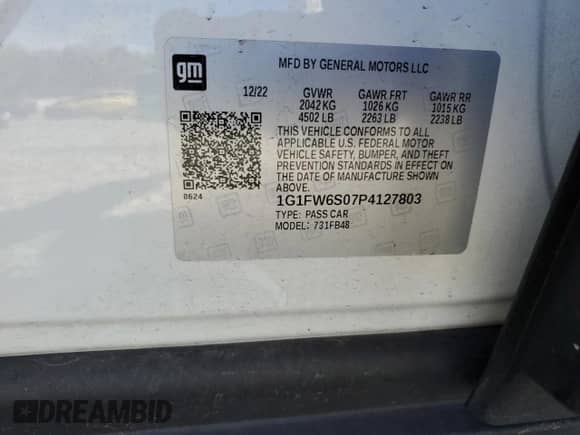 gm
MFD BY GENERAL MOTORS LLC
12/22 GVWR GAWR FRT GAWR RR
2042 KG 1026 KG 1015 KG
4502 LB 2263 LB 2238 LB
THIS VEHICLE CONFORMS TO ALL
APPLICABLE U.S. FEDERAL MOTOR
VEHICLE SAFETY, BUMPER, AND THEFT
PREVENTION STANDARDS IN EFFECT ON
THE DATE OF MANUFACTURE SHOWN
ABOVE.
0624
1G1FW6S07P4127803
TYPE: PASS CAR
MODEL: 731FB48
DREAMBID